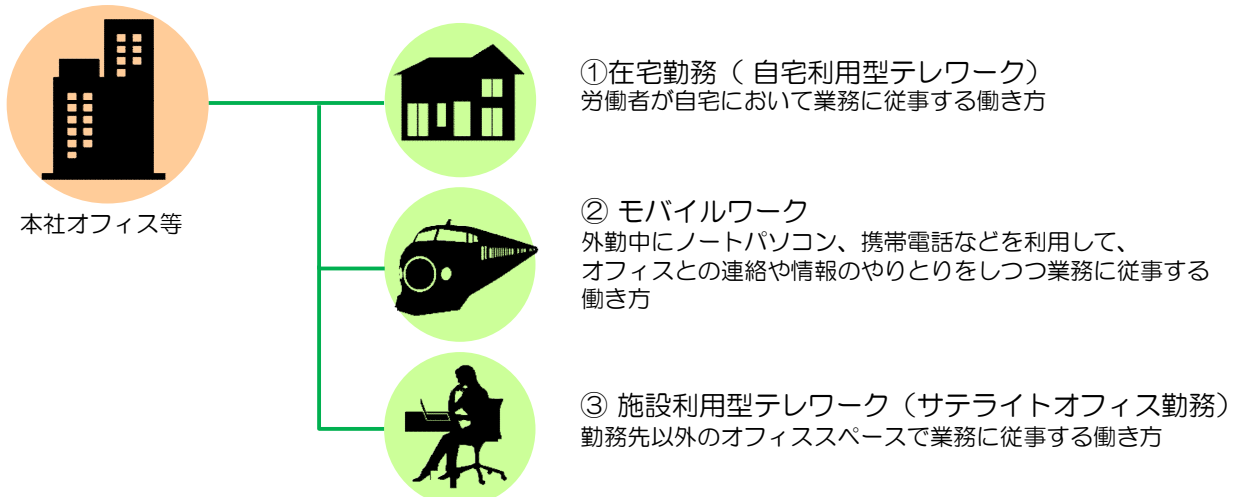 本社オフィス等
①在宅勤務（ 自宅利用型テレワーク）
労働者が自宅において業務に従事する働き方
② モバイルワーク
外勤中にノートパソコン、携帯電話などを利用して、
オフィスとの連絡や情報のやりとりをしつつ業務に従事する
働き方
③ 施設利用型テレワーク（サテライトオフィス勤務）
勤務先以外のオフィススペースで業務に従事する働き方